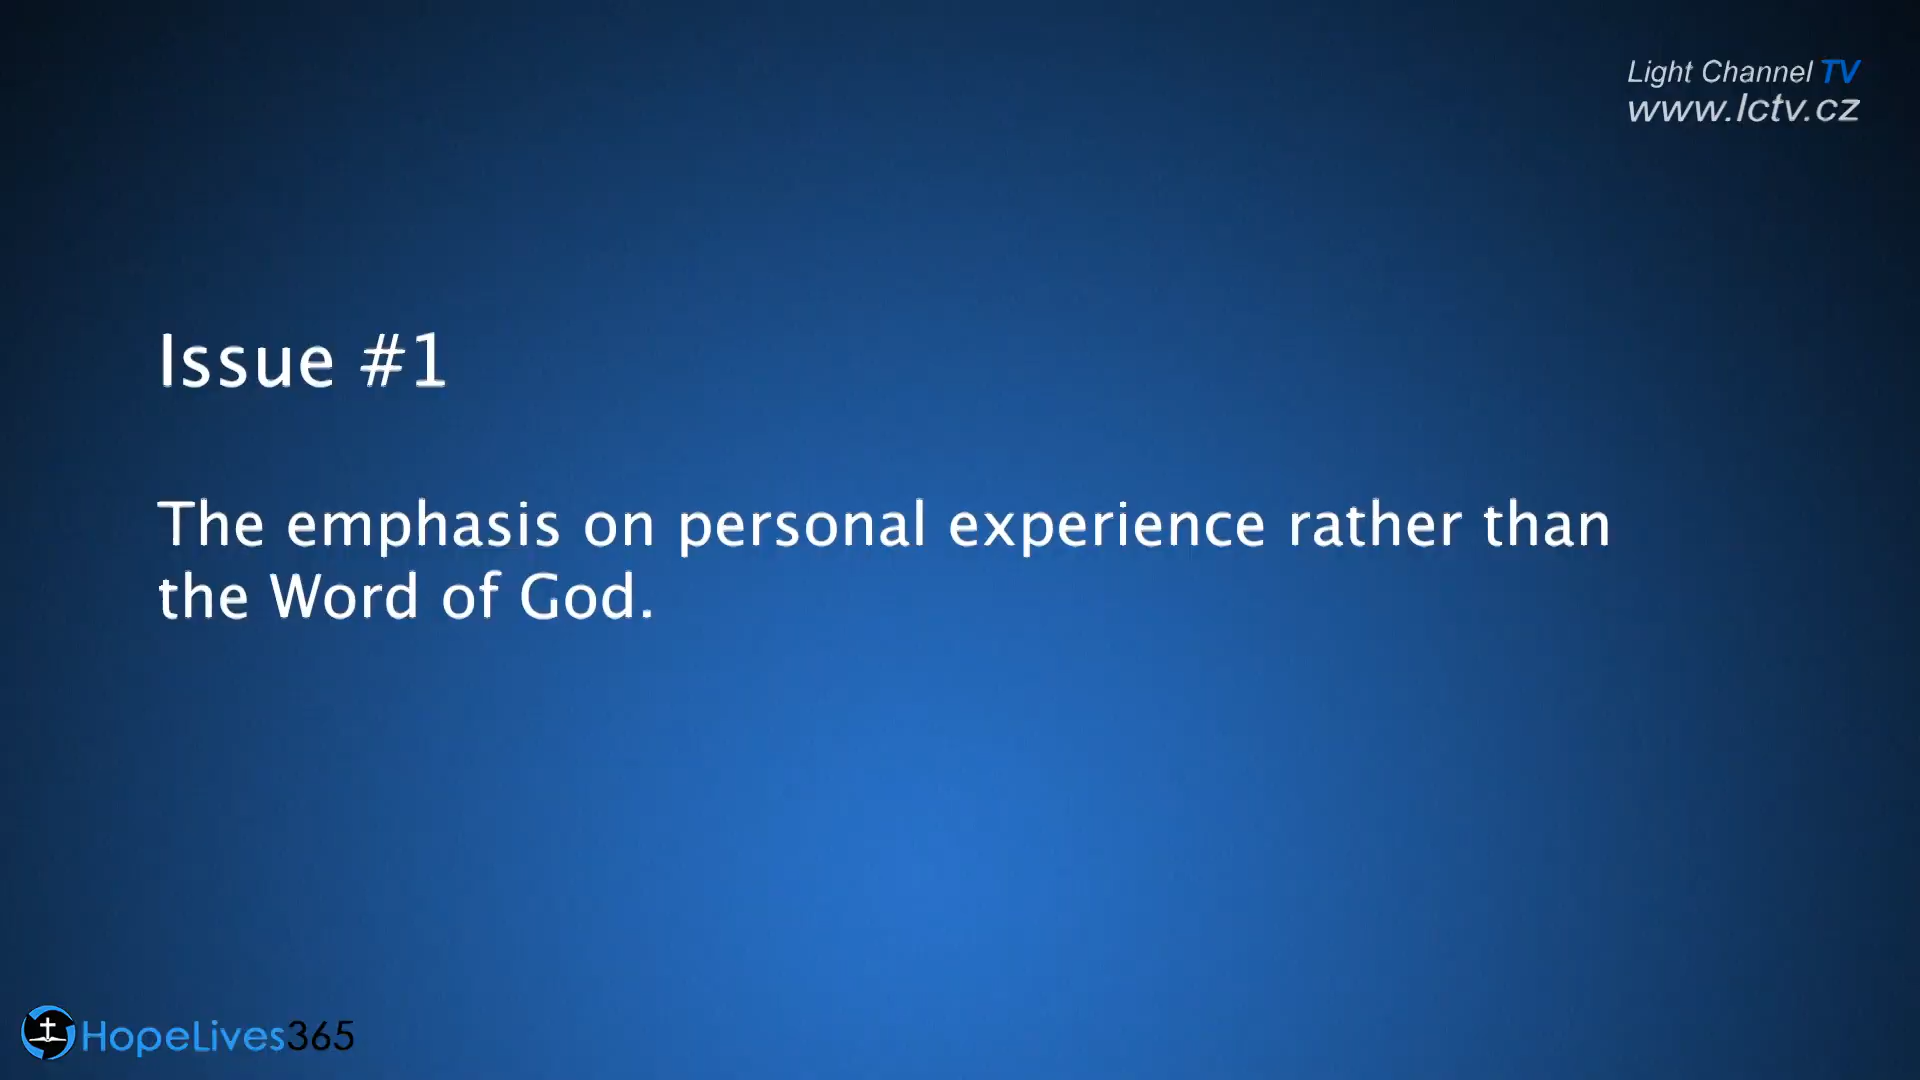 Light Channel TV
www.lctv.cz
Issue #1
The emphasis on personal experience rather than
the Word of God.
HopeLives365